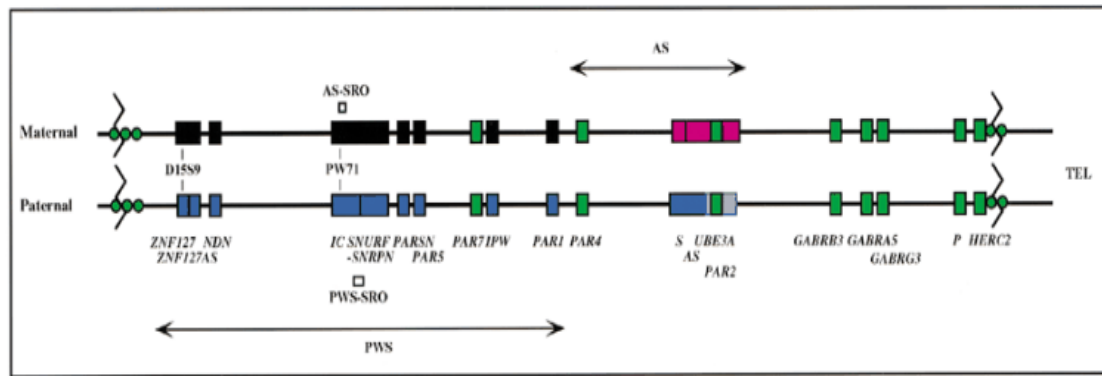 AS
AS-SRO
Maternal
D15S9 PW71
TEL
Paternal
ZNF127 NDN IC SNURF PARSN PAR7 IPW PAR1 PAR4 S UBE3A GABRB3 GABRA5 P HERC2
ZNF127AS -SNRPN PAR5 AS GABRG3
PAR2
PWS-SRO
PWS